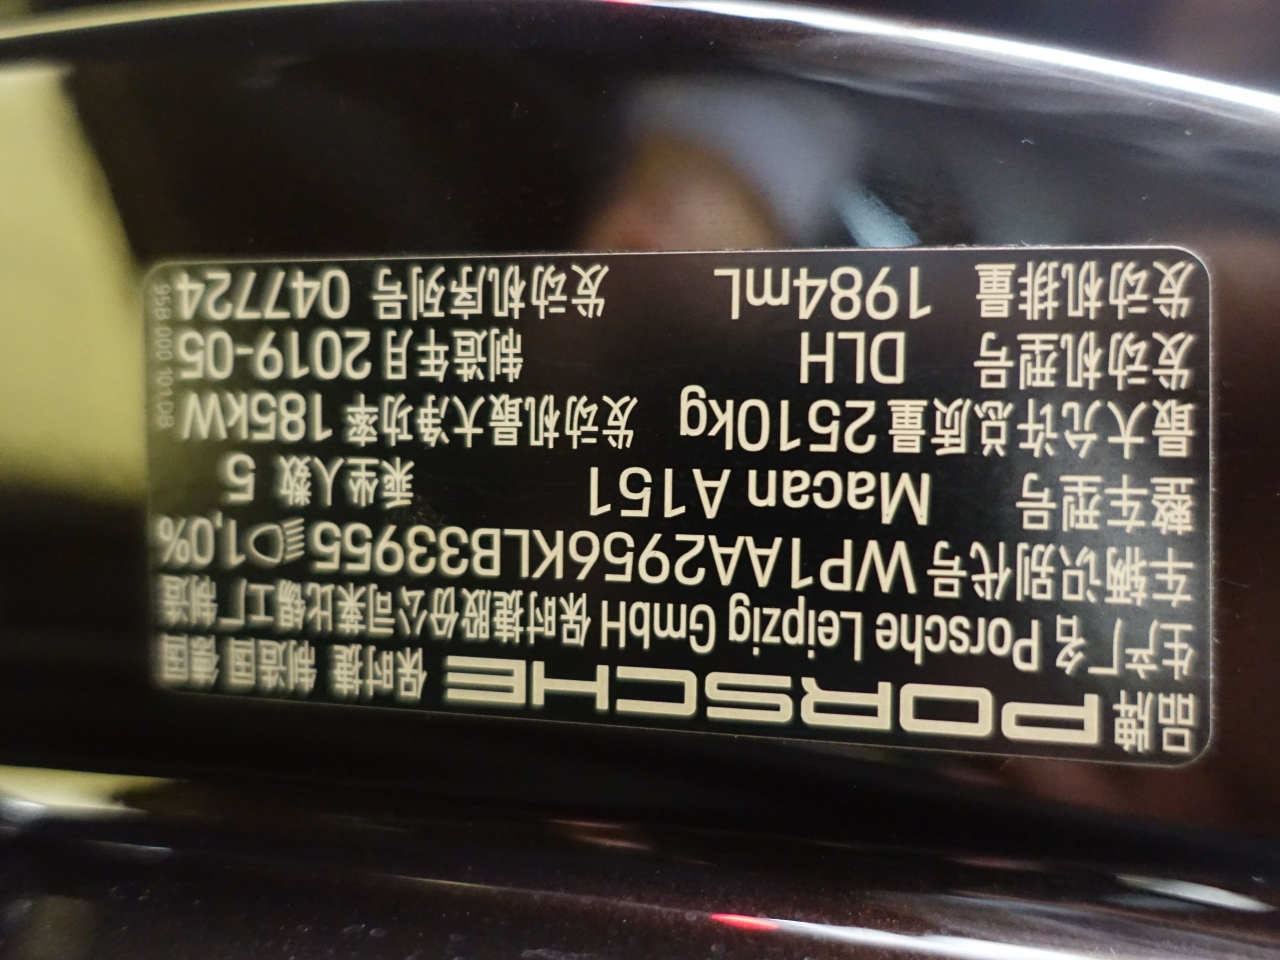 品牌 PORSCHE 保时捷 制造国 德国
生产厂名 Porsche Leipzig GmbH 保时捷股份公司莱比锡工厂制造
车辆识别代号 WP1AA2956KLB33955 1,0%
整车型号 Macan A151 乘坐人数 5
最大允许总质量 2510kg 发动机最大净功率 185kW
发动机型号 DLH 制造年月 2019-05
发动机排量 1984mL 发动机序列号 047724
95B 000 101 DB